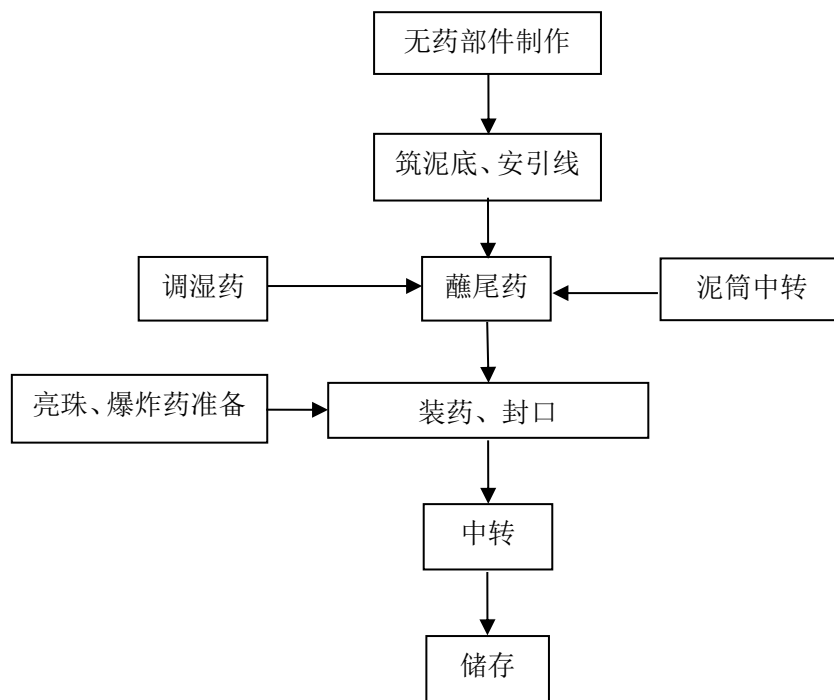 无药部件制作
筑泥底、安引线
调湿药
蘸尾药
泥筒中转
亮珠、爆炸药准备
装药、封口
中转
储存